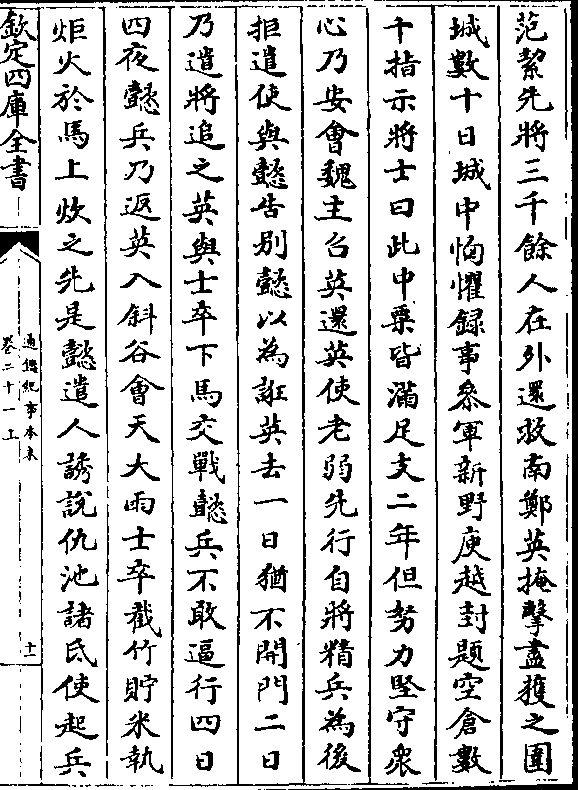 范絜先將三千餘人在外還救南鄭英掩擊盡獲之圍
城數十日城中恟懼録事參軍新野庾越封題空倉數
十指示將士曰此中粟皆滿足支二年但努力堅守衆
心乃安會魏主召英還英使老弱先行自將精兵為後
拒遣使與懿告别懿以為誑英去一日猶不開門二日
乃遣將追之英與士卒下馬交戰懿兵不敢逼行四日
四夜懿兵乃返英入斜谷會天大雨士卒截竹貯米執
炬火於馬上炊之先是懿遣人誘說仇池諸氐使起兵
欽定四庫全書
通鑑紀事本末
卷二十一上
十一